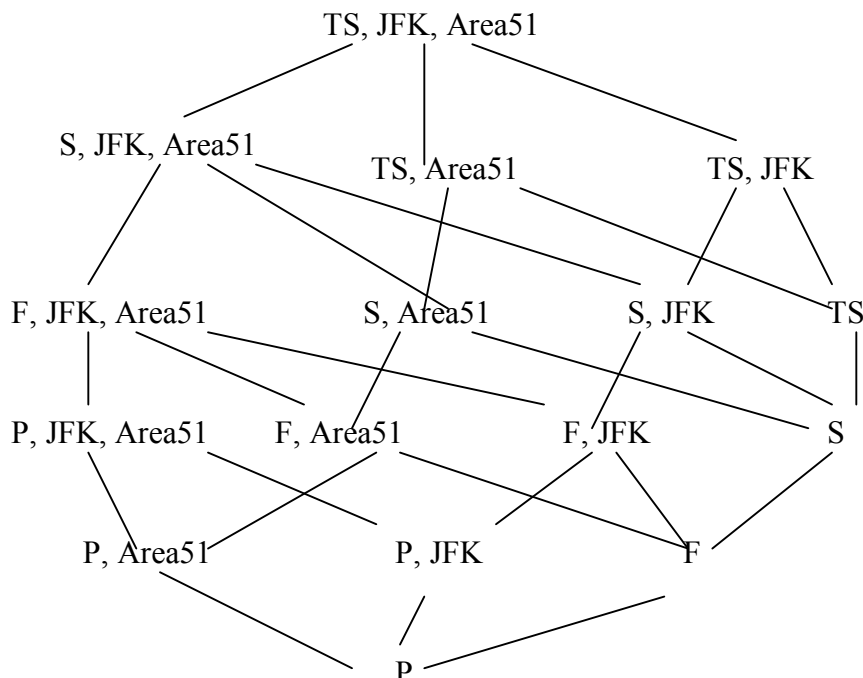 TS, JFK, Area51
S, JFK, Area51
TS, Area51
TS, JFK
F, JFK, Area51
S, Area51
S, JFK
TS
P, JFK, Area51
F, Area51
F, JFK
S
P, Area51
P, JFK
F
P